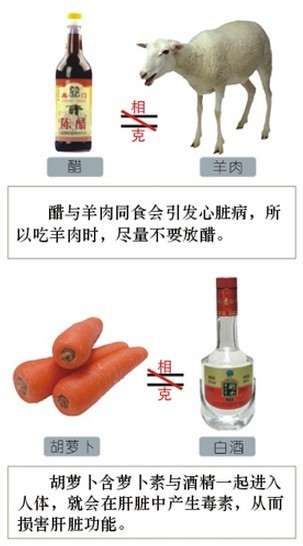 相克
陈醋
醋
羊肉
醋与羊肉同食会引发心脏病，所
以吃羊肉时，尽量不要放醋。
相克
胡萝卜
白酒
胡萝卜含萝卜素与酒精一起进入
人体，就会在肝脏中产生毒素，从而
损害肝脏功能。